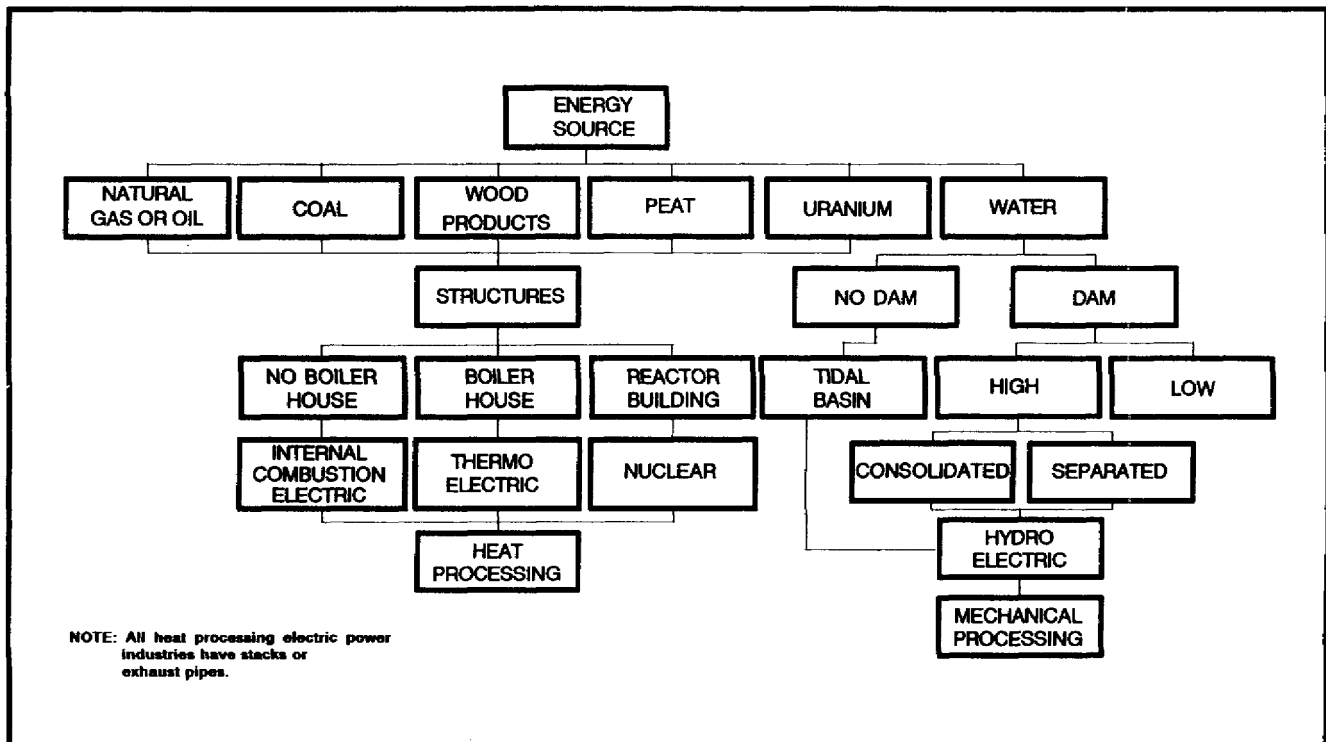 ENERGY
SOURCE
NATURAL
GAS OR OIL
COAL
WOOD
PRODUCTS
PEAT
URANIUM
WATER
STRUCTURES
NO DAM
DAM
NO BOILER
HOUSE
BOILER
HOUSE
REACTOR
BUILDING
TIDAL
BASIN
HIGH
LOW
INTERNAL
COMBUSTION
ELECTRIC
THERMO
ELECTRIC
NUCLEAR
CONSOLIDATED
SEPARATED
HEAT
PROCESSING
HYDRO
ELECTRIC
MECHANICAL
PROCESSING
NOTE: All heat processing electric power
industries have stacks or
exhaust pipes.